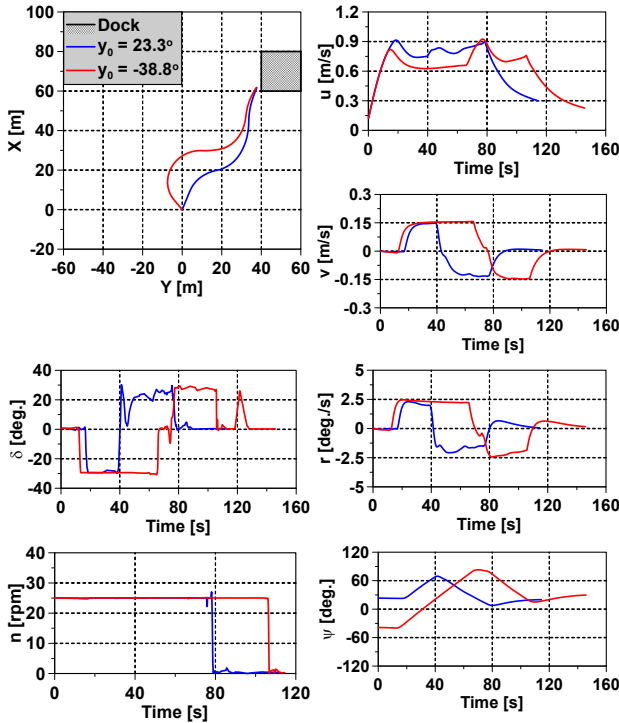 Dock
y₀ = 23.3°
y₀ = -38.8°
100
80
60
40
20
0
-20
X [m]
-60 -40 -20 0 20 40 60
Y [m]
1.2
0.9
0.6
0.3
0
u [m/s]
0 40 80 120 160
Time [s]
0.3
0.15
0
-0.15
-0.3
v [m/s]
0 40 80 120 160
Time [s]
40
20
0
-20
-40
δ [deg.]
0 40 80 120 160
Time [s]
5
2.5
0
-2.5
-5
r [deg./s]
0 40 80 120 160
Time [s]
40
30
20
10
0
n [rpm]
0 40 80 120
Time [s]
120
60
0
-60
-120
ψ [deg.]
0 40 80 120 160
Time [s]